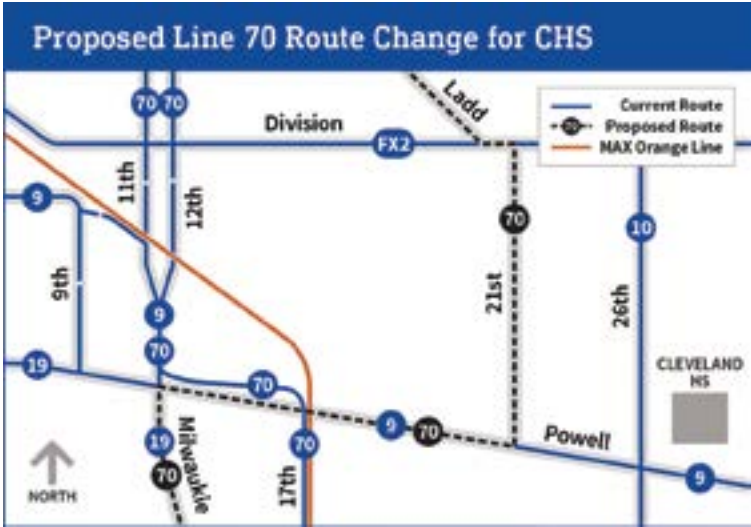 Proposed Line 70 Route Change for CHS
70 70
Ladd
Current Route
70 Proposed Route
MAX Orange Line
Division
FX2
11th
12th
9
70
10
9th
21st
26th
9
70
19
70
CLEVELAND
HS
9
70
Powell
19
Milwaukie
70
70
17th
9
NORTH